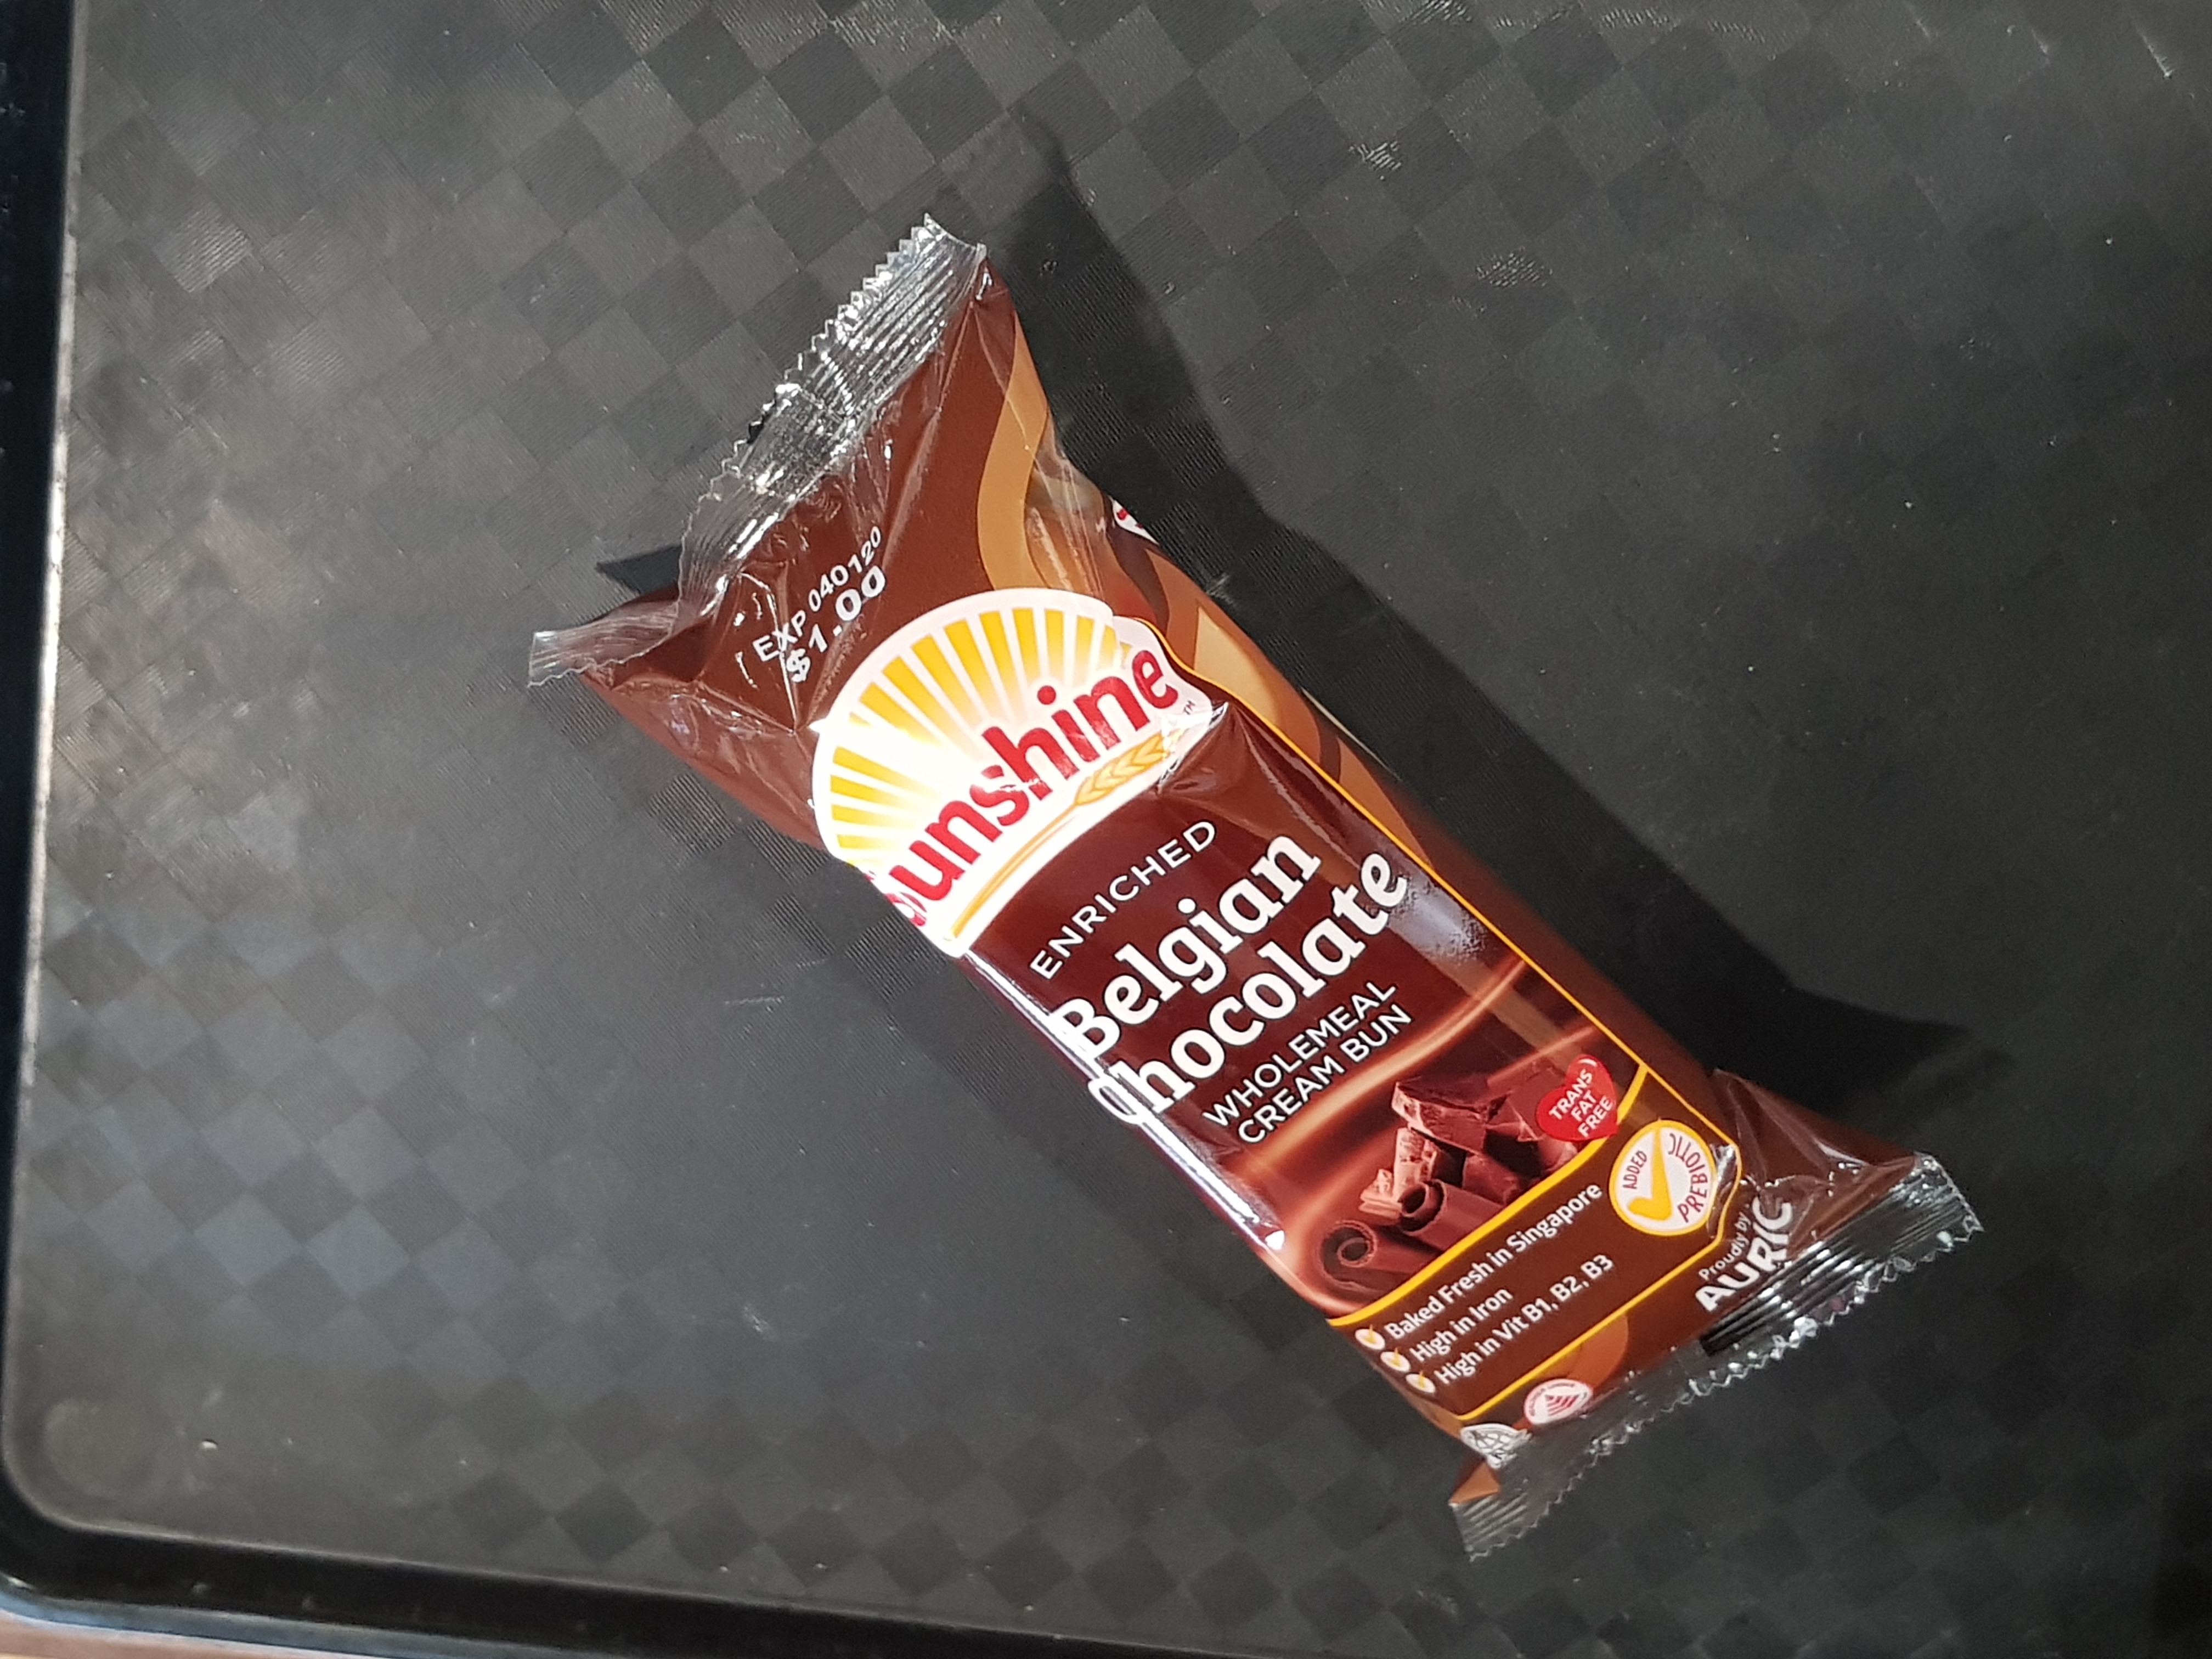 EXP 040120
$1.00
Sunshine
TM
ENRICHED
Belgian
Chocolate
WHOLEMEAL
CREAM BUN
Baked Fresh in Singapore
High in Iron
High in Vit B1, B2, B3
TRANS
FAT
FREE
ADDED
PREBIOTIC
Proudly by
AURIC